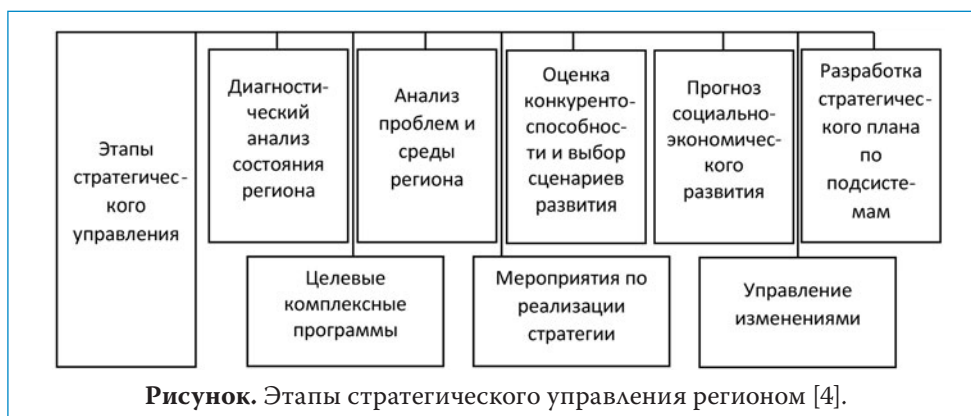 Этапы
стратегичес-
кого
управления
Диагности-
ческий
анализ
состояния
региона
Анализ
проблем и
среды
региона
Оценка
конкуренто-
способнос-
ти и выбор
сценариев
развития
Прогноз
социально-
экономичес-
кого
развития
Разработка
стратегичес-
кого плана
по
подсисте-
мам
Целевые
комплексные
программы
Мероприятия по
реализации
стратегии
Управление
изменениями
Рисунок. Этапы стратегического управления регионом [4].